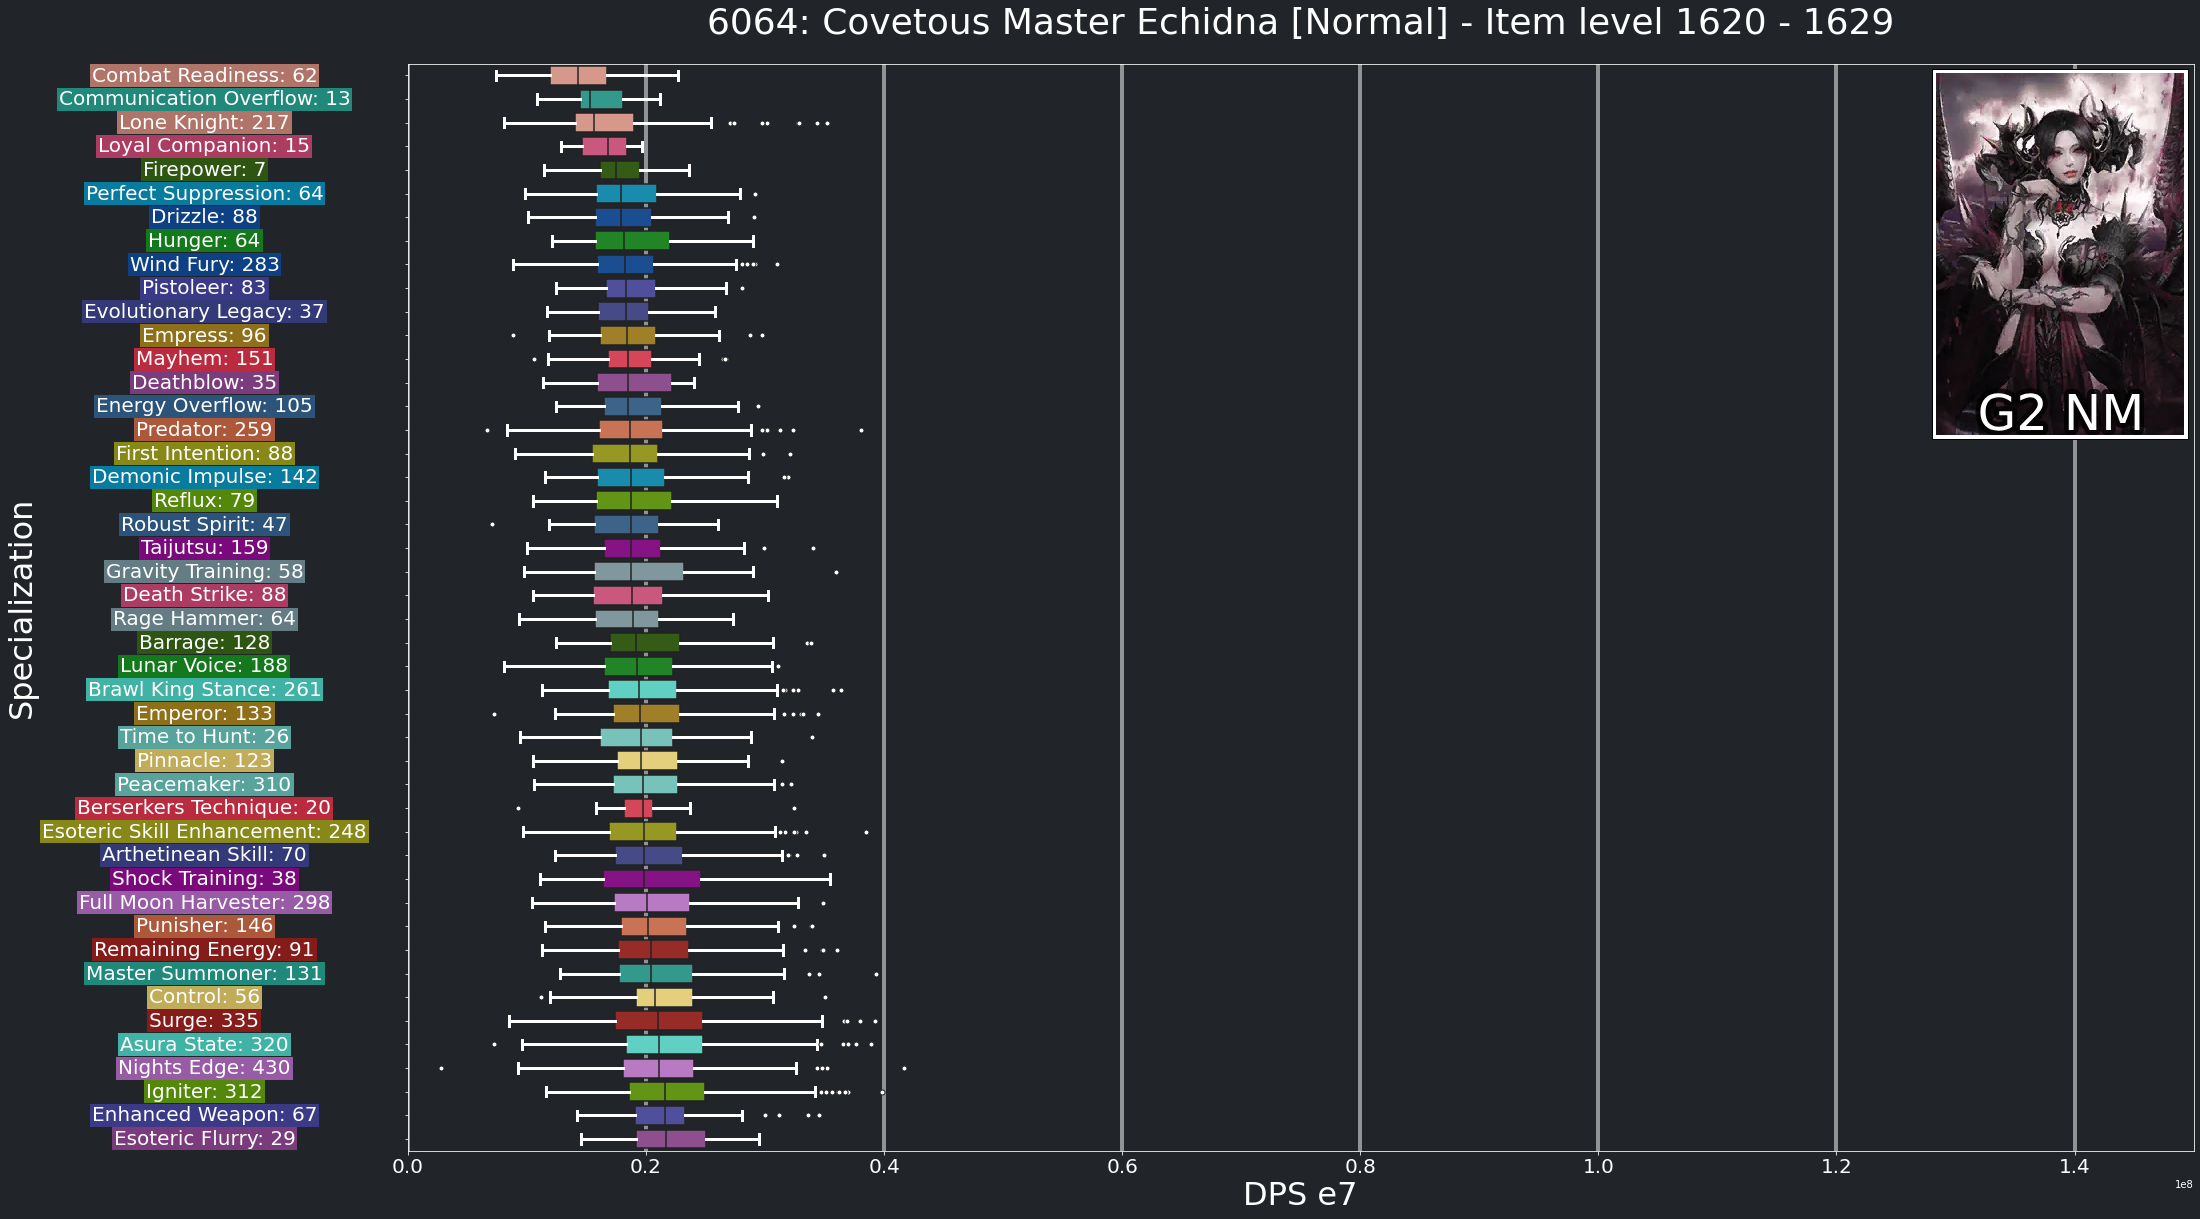 6064: Covetous Master Echidna [Normal] - Item level 1620 - 1629
Combat Readiness: 62
Communication Overflow: 13
Lone Knight: 217
Loyal Companion: 15
Firepower: 7
Perfect Suppression: 64
Drizzle: 88
Hunger: 64
Wind Fury: 283
Pistoleer: 83
Evolutionary Legacy: 37
Empress: 96
Mayhem: 151
Deathblow: 35
Energy Overflow: 105
Predator: 259
First Intention: 88
Demonic Impulse: 142
Reflux: 79
Robust Spirit: 47
Taijutsu: 159
Gravity Training: 58
Death Strike: 88
Rage Hammer: 64
Barrage: 128
Lunar Voice: 188
Brawl King Stance: 261
Emperor: 133
Time to Hunt: 26
Pinnacle: 123
Peacemaker: 310
Berserkers Technique: 20
Esoteric Skill Enhancement: 248
Arthetinean Skill: 70
Shock Training: 38
Full Moon Harvester: 298
Punisher: 146
Remaining Energy: 91
Master Summoner: 131
Control: 56
Surge: 335
Asura State: 320
Nights Edge: 430
Igniter: 312
Enhanced Weapon: 67
Esoteric Flurry: 29
Specialization
G2 NM
0.0 0.2 0.4 0.6 0.8 1.0 1.2 1.4
1e8
DPS e7